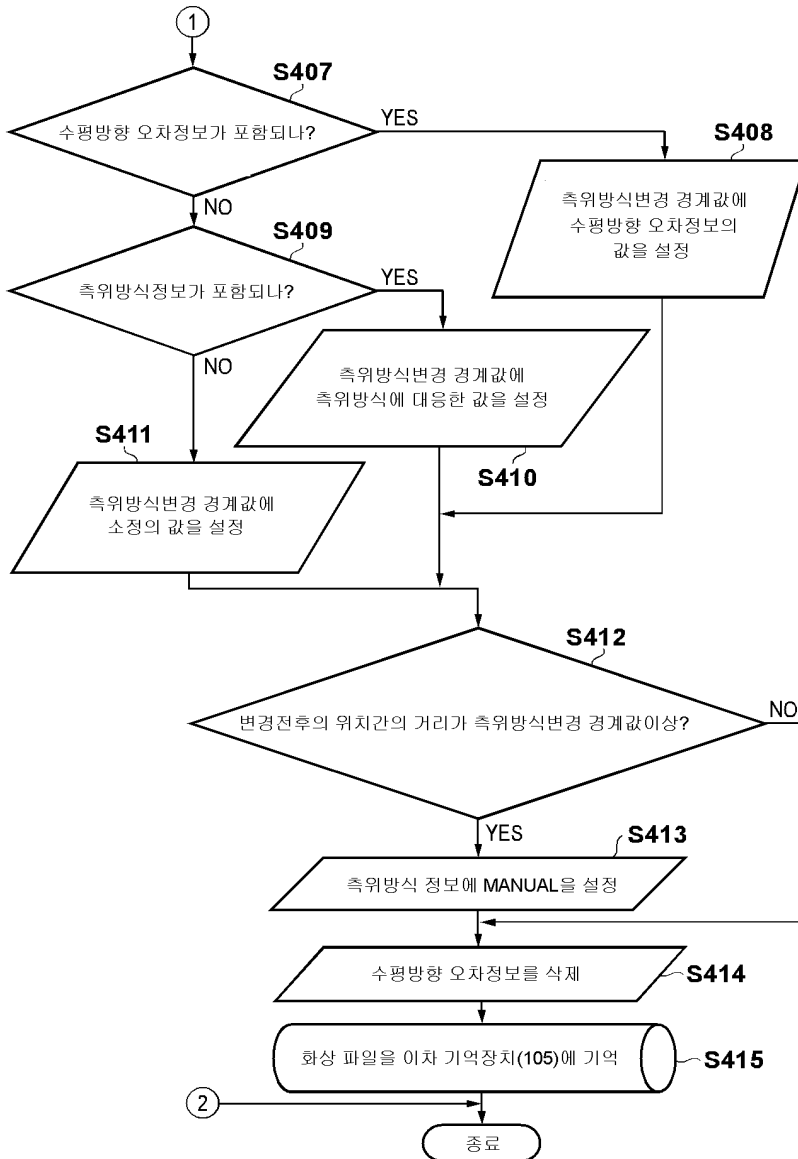 1
S407
수평방향 오차정보가 포함되나?
YES
NO
S408
측위방식변경 경계값에
수평방향 오차정보의
값을 설정
S409
측위방식정보가 포함되나?
YES
NO
측위방식변경 경계값에
측위방식에 대응한 값을 설정
S410
S411
측위방식변경 경계값에
소정의 값을 설정
S412
변경전후의 위치간의 거리가 측위방식변경 경계값이상?
NO
YES
S413
측위방식 정보에 MANUAL을 설정
수평방향 오차정보를 삭제
S414
화상 파일을 이차 기억장치(105)에 기억
S415
2
종료